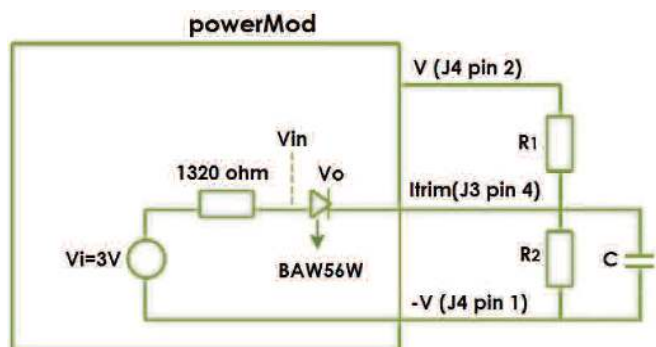 powerMod
V (J4 pin 2)
Vin
R1
1320 ohm
Vo
Itrim(J3 pin 4)
Vi=3V
BAW56W
R2
C
-V (J4 pin 1)